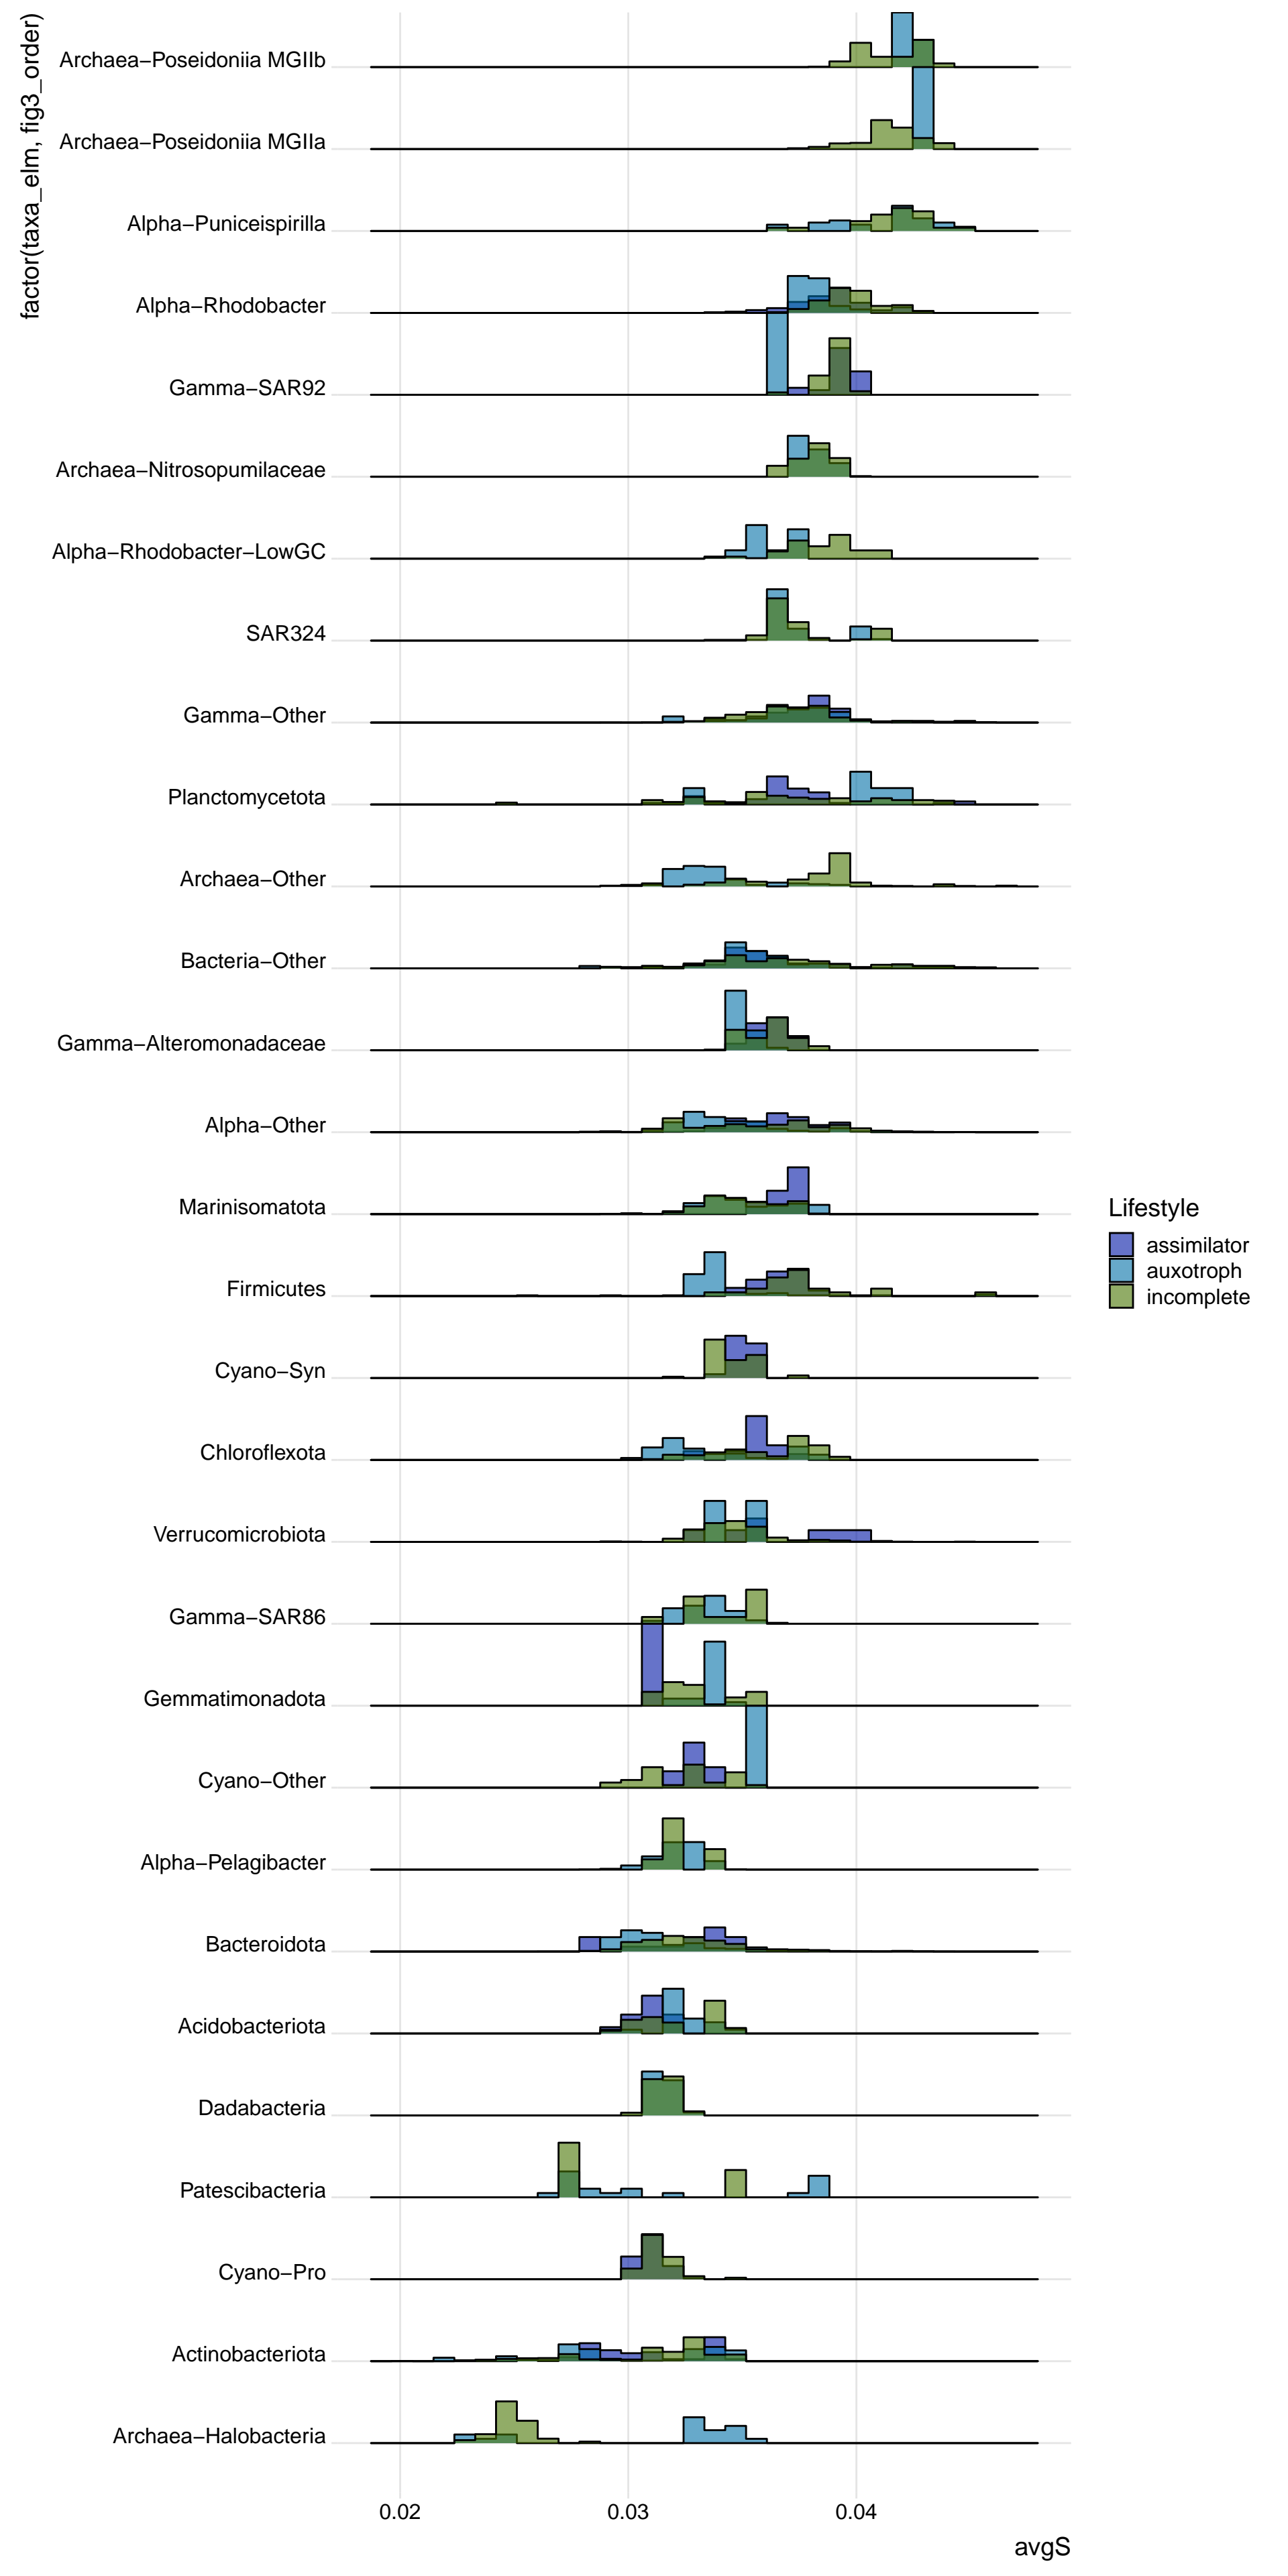 factor(taxa_elm, fig3_order)
Archaea−Poseidoniia MGIIb
Archaea−Poseidoniia MGIIa
Alpha−Puniceispirilla
Alpha−Rhodobacter
Gamma−SAR92
Archaea−Nitrosopumilaceae
Alpha−Rhodobacter−LowGC
SAR324
Gamma−Other
Planctomycetota
Archaea−Other
Bacteria−Other
Gamma−Alteromonadaceae
Alpha−Other
Marinisomatota
Firmicutes
Cyano−Syn
Chloroflexota
Verrucomicrobiota
Gamma−SAR86
Gemmatimonadota
Cyano−Other
Alpha−Pelagibacter
Bacteroidota
Acidobacteriota
Dadabacteria
Patescibacteria
Cyano−Pro
Actinobacteriota
Archaea−Halobacteria
0.02
0.03
0.04
avgS
Lifestyle
assimilator
auxotroph
incomplete